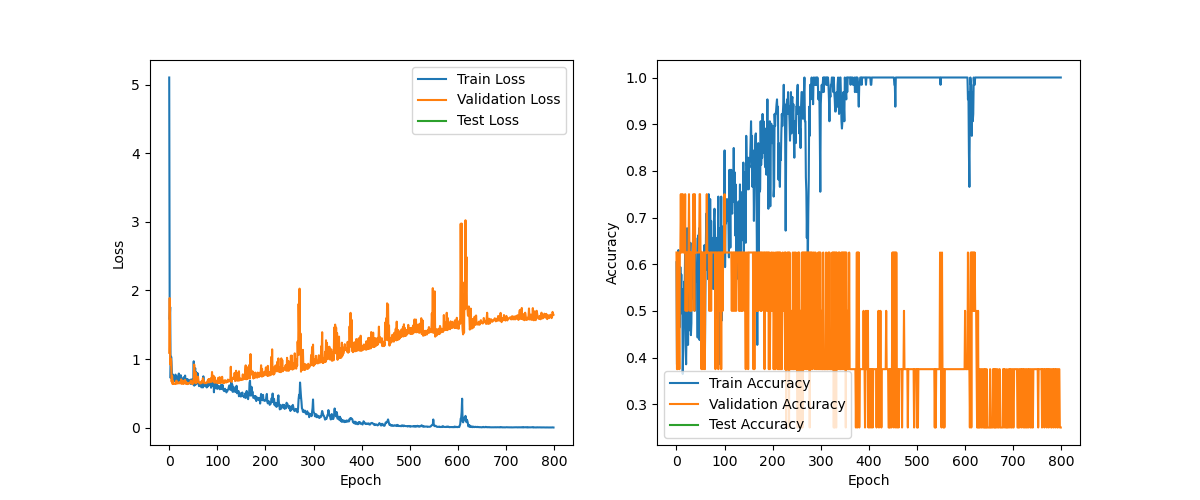 Train Loss
Validation Loss
Test Loss
5
4
3
2
1
0
Loss
0 100 200 300 400 500 600 700 800
Epoch
1.0
0.9
0.8
0.7
0.6
0.5
0.4
0.3
Accuracy
Train Accuracy
Validation Accuracy
Test Accuracy
0 100 200 300 400 500 600 700 800
Epoch